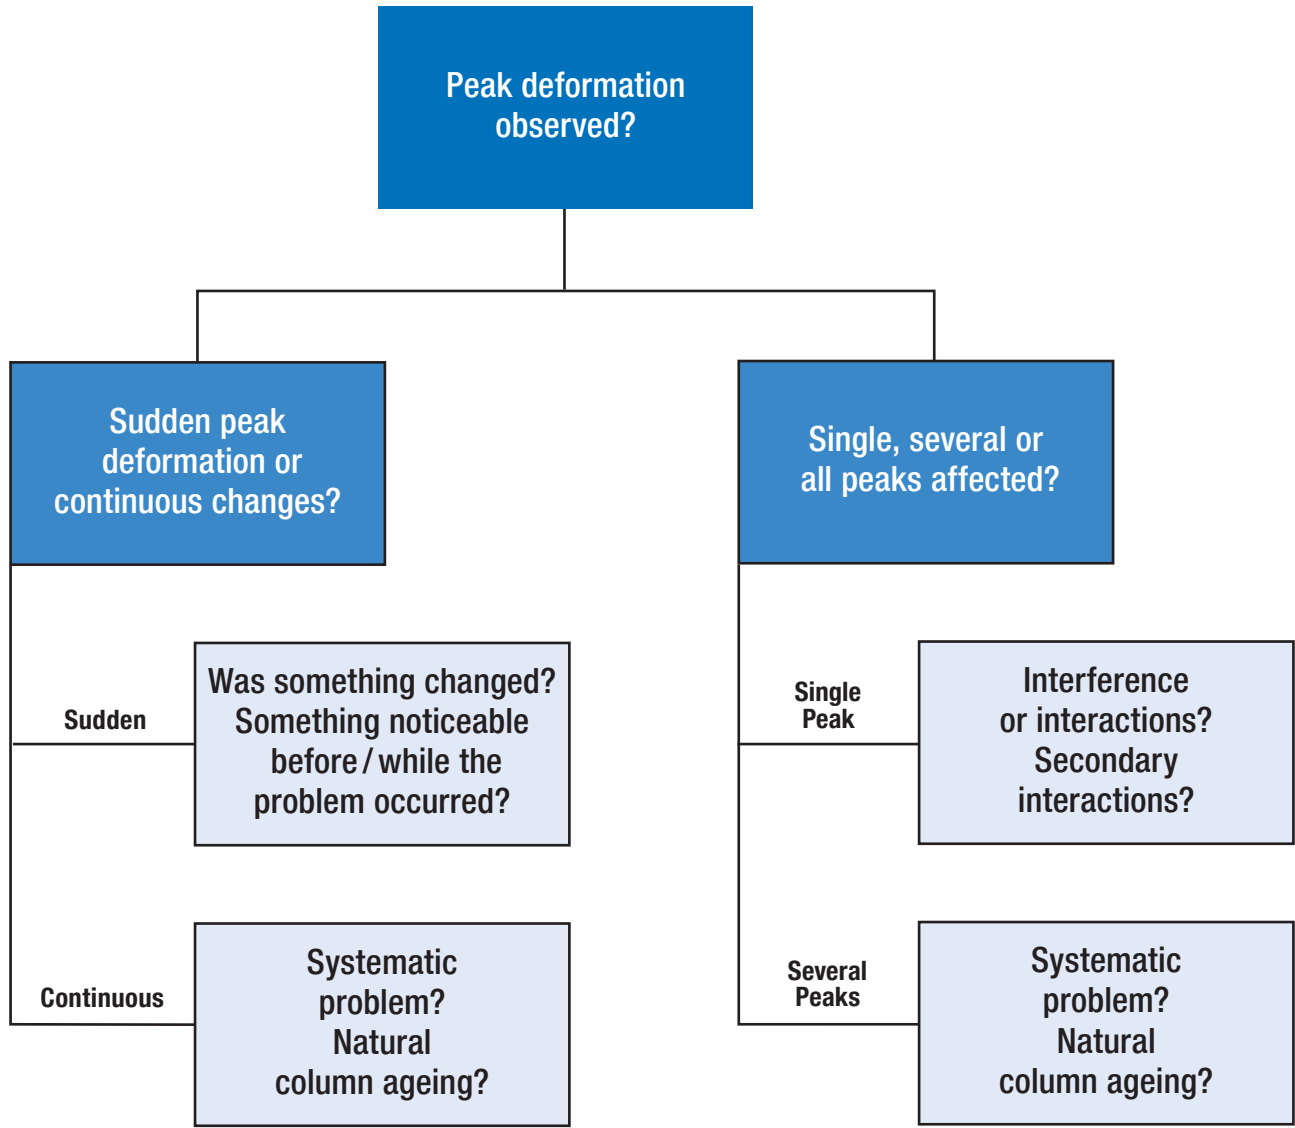 Peak deformation
observed?
Sudden peak
deformation or
continuous changes?
Sudden
Was something changed?
Something noticeable
before / while the
problem occurred?
Continuous
Systematic
problem?
Natural
column ageing?
Single, several or
all peaks affected?
Single
Peak
Interference
or interactions?
Secondary
interactions?
Several
Peaks
Systematic
problem?
Natural
column ageing?